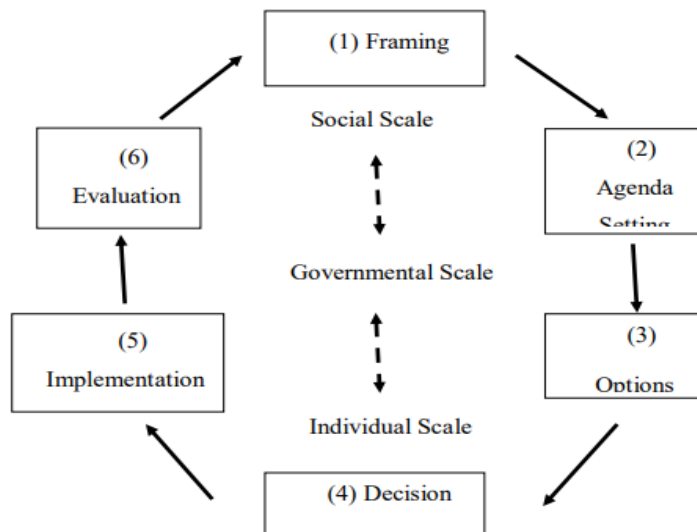 (1) Framing
Social Scale
(6)
Evaluation
(2)
Agenda
Setting
Governmental Scale
(5)
Implementation
(3)
Options
Individual Scale
(4) Decision